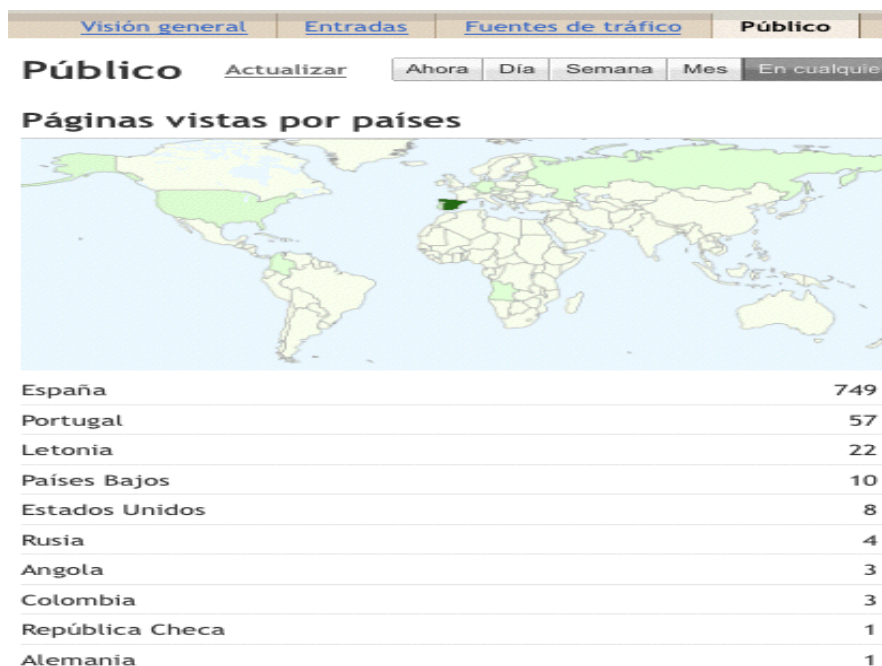 Visión general Entradas Fuentes de tráfico Público
Público Actualizar Ahora Día Semana Mes En cualquie
Páginas vistas por países
España 749
Portugal 57
Letonia 22
Países Bajos 10
Estados Unidos 8
Rusia 4
Angola 3
Colombia 3
República Checa 1
Alemania 1